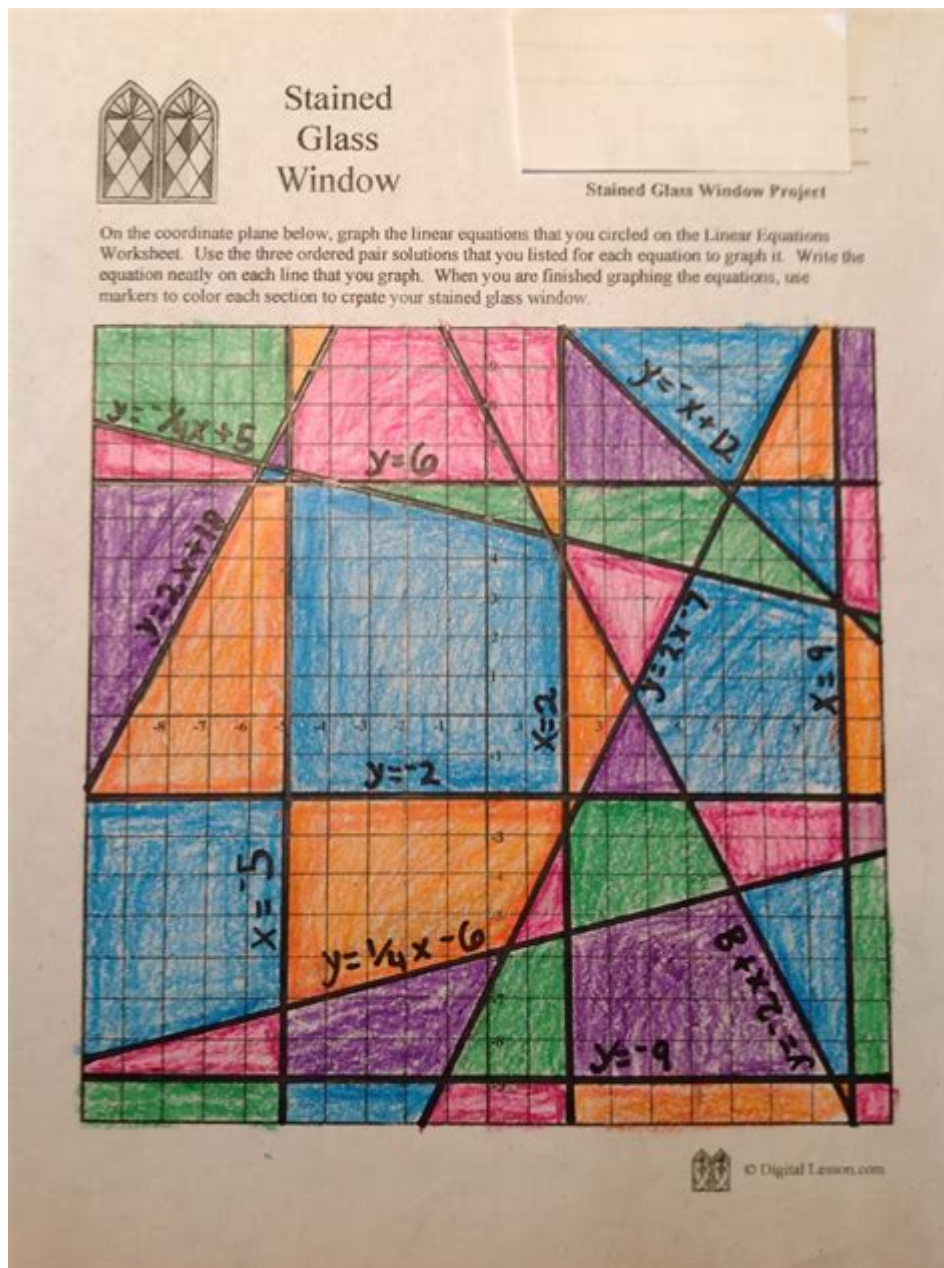 Stained
Glass
Window
Stained Glass Window Project
On the coordinate plane below, graph the linear equations that you circled on the Linear Equations
Worksheet. Use the three ordered pair solutions that you listed for each equation to graph it. Write the
equation neatly on each line that you graph. When you are finished graphing the equations, use
markers to color each section to create your stained glass window.
y=-¼x+5
y=6
y=-x+12
y=2x+18
y=2x-7
x=9
x=2
y=-2
x=-5
y=¼x-6
y=-2x+8
y=-9
© Digital Lesson.com